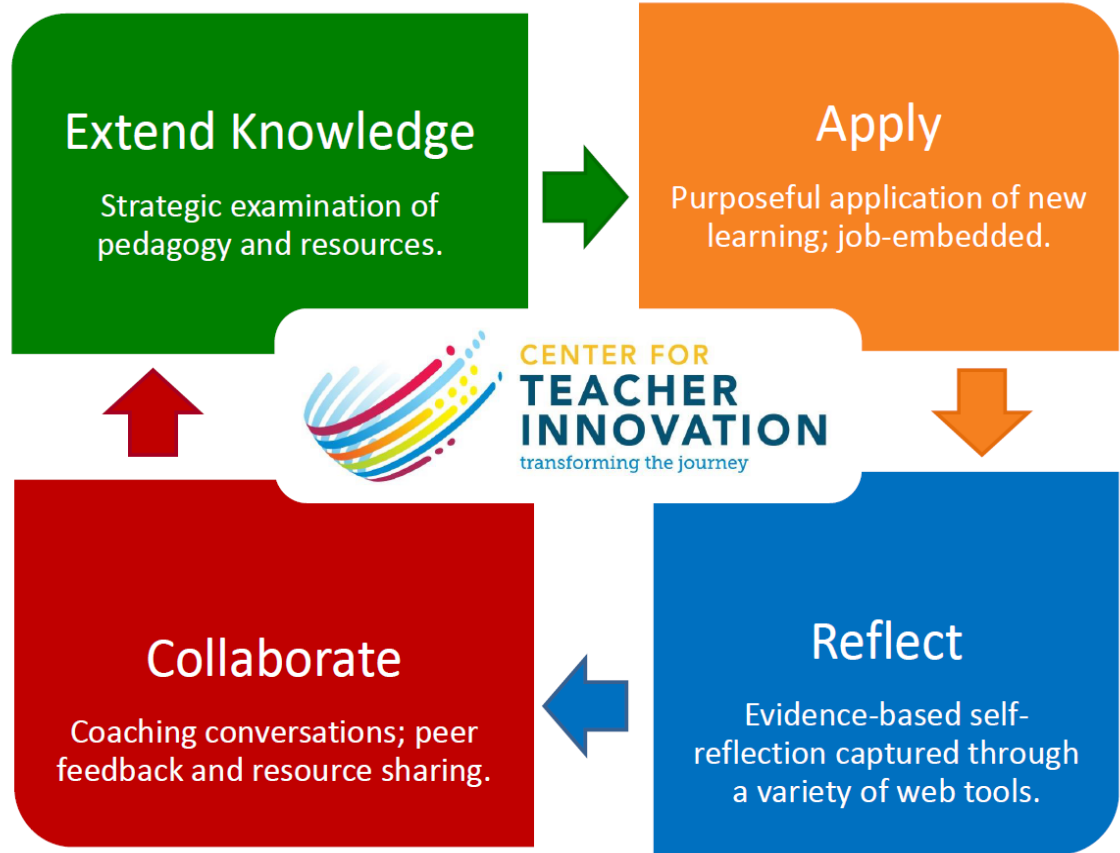 Extend Knowledge
Strategic examination of
pedagogy and resources.
Apply
Purposeful application of new
learning; job-embedded.
CENTER FOR
TEACHER
INNOVATION
transforming the journey
Collaborate
Coaching conversations; peer
feedback and resource sharing.
Reflect
Evidence-based self-
reflection captured through
a variety of web tools.